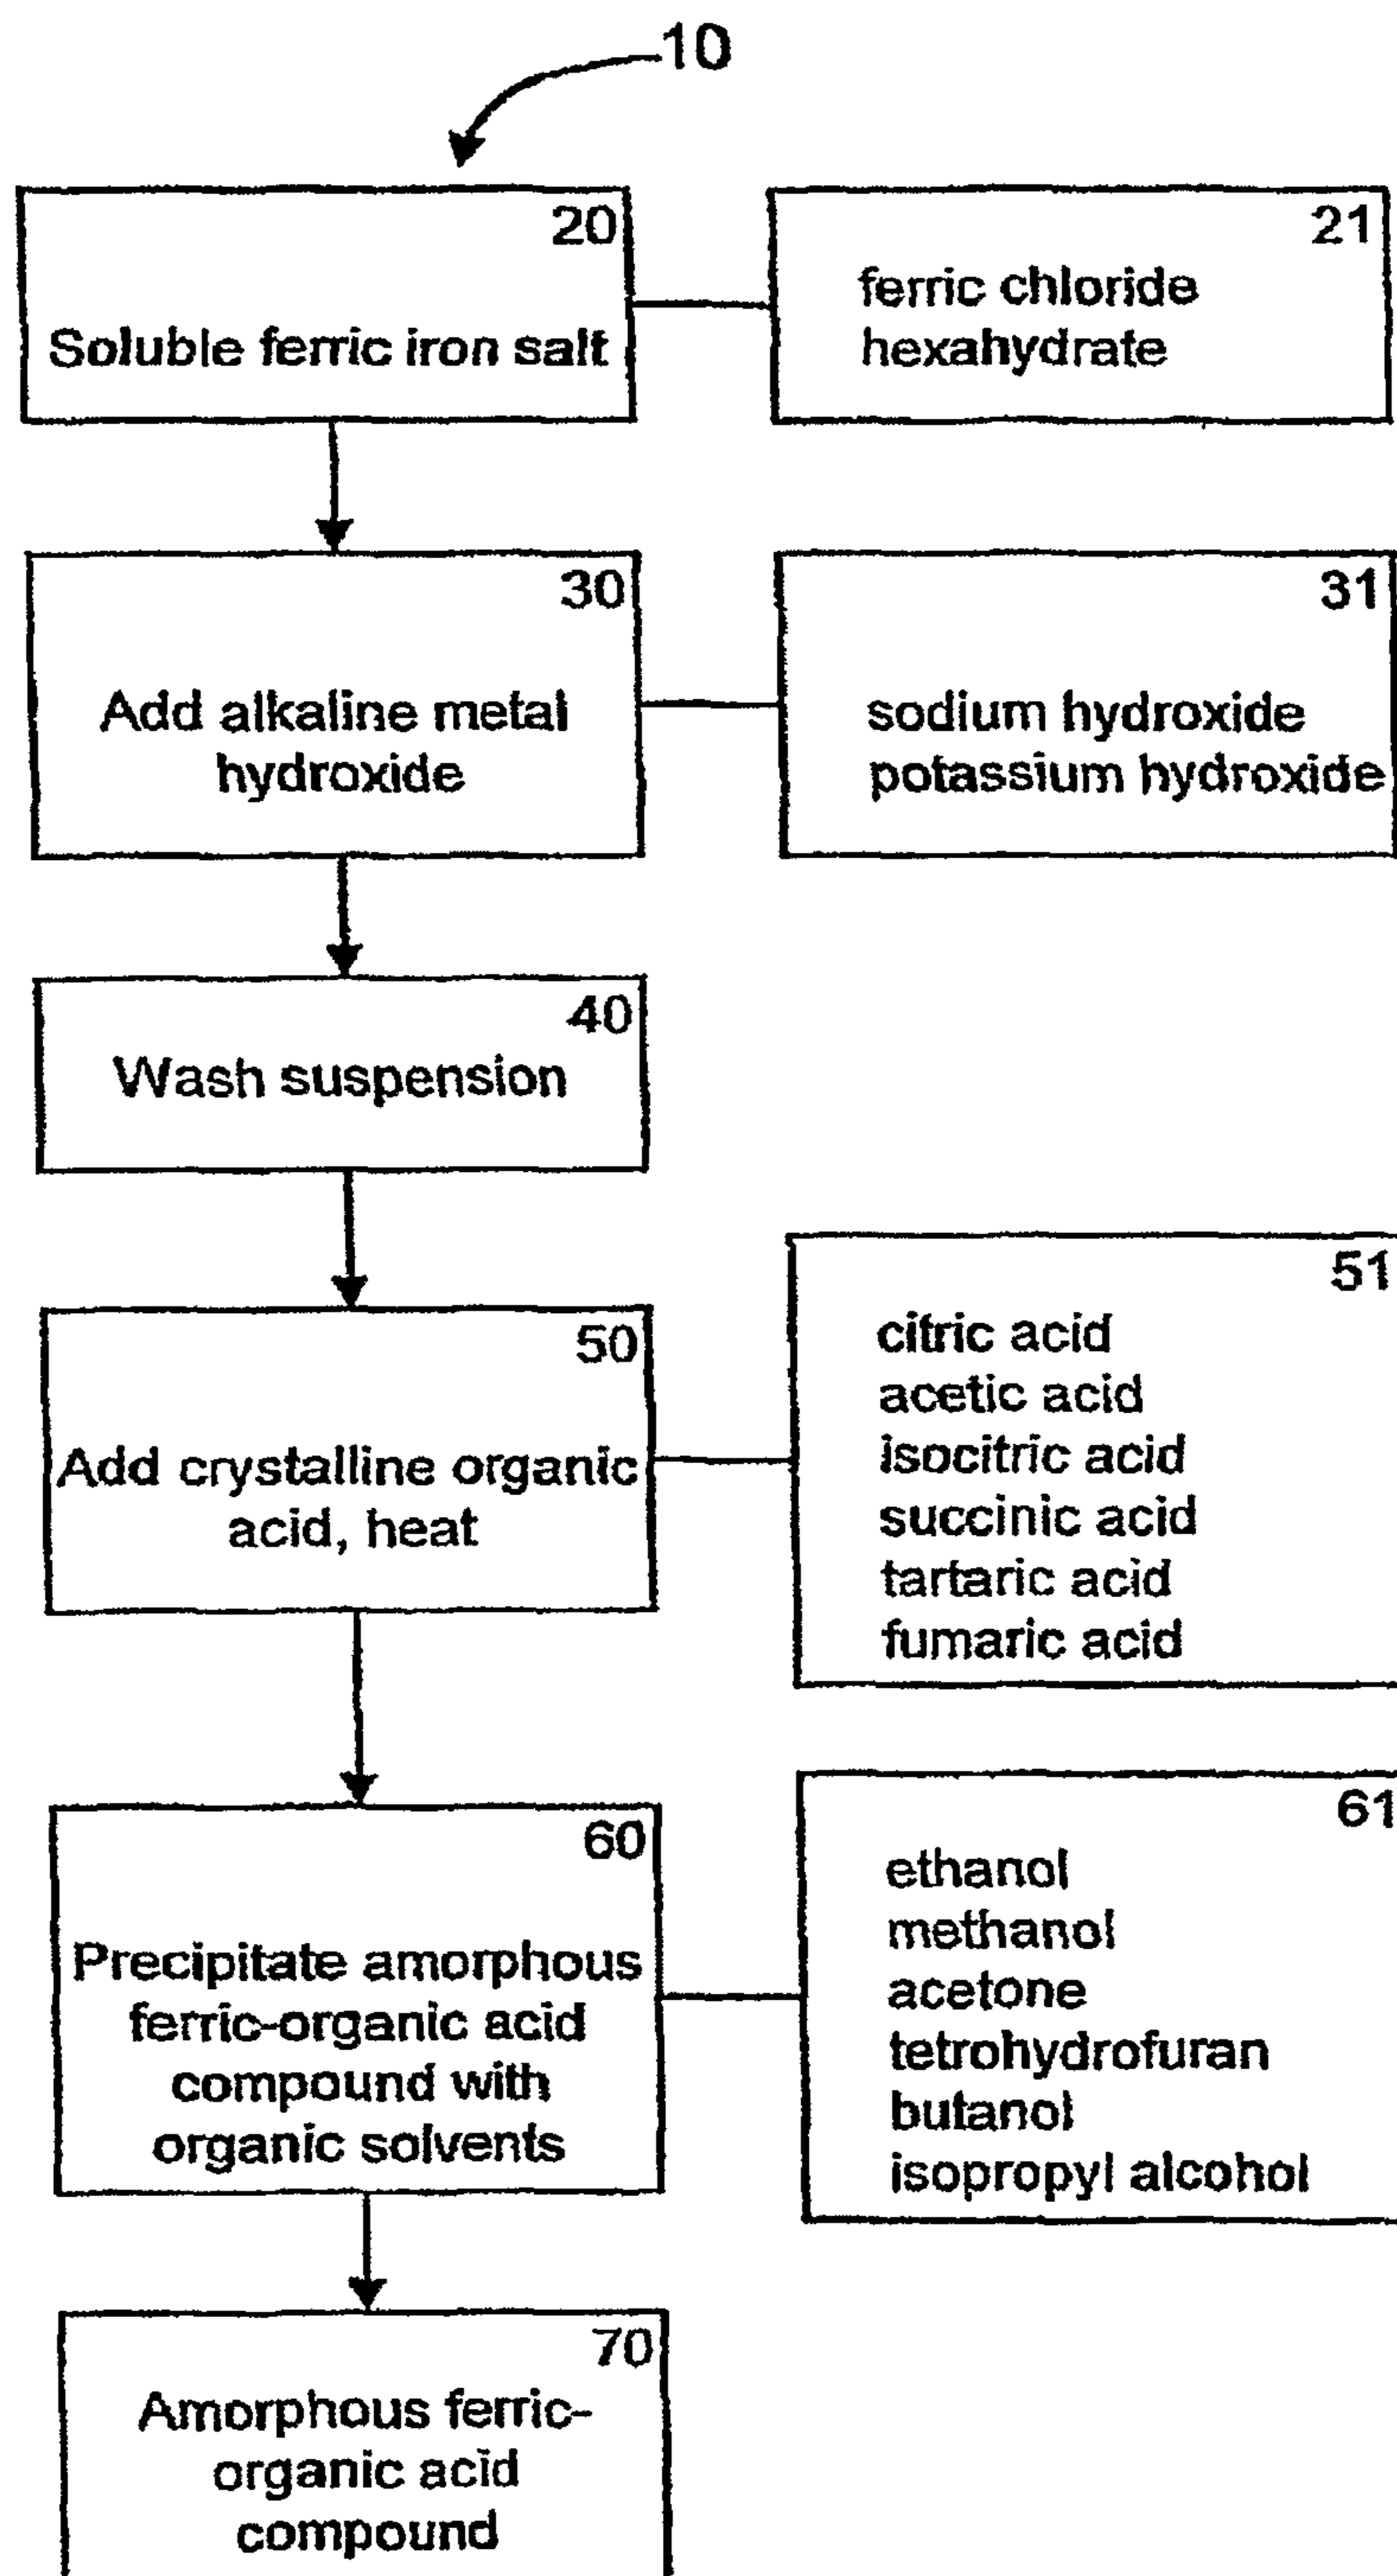 10
20
Soluble ferric iron salt
21
ferric chloride
hexahydrate
30
Add alkaline metal
hydroxide
31
sodium hydroxide
potassium hydroxide
40
Wash suspension
50
Add crystalline organic
acid, heat
51
citric acid
acetic acid
isocitric acid
succinic acid
tartaric acid
fumaric acid
60
Precipitate amorphous
ferric-organic acid
compound with
organic solvents
61
ethanol
methanol
acetone
tetrohydrofuran
butanol
isopropyl alcohol
70
Amorphous ferric-
organic acid
compound